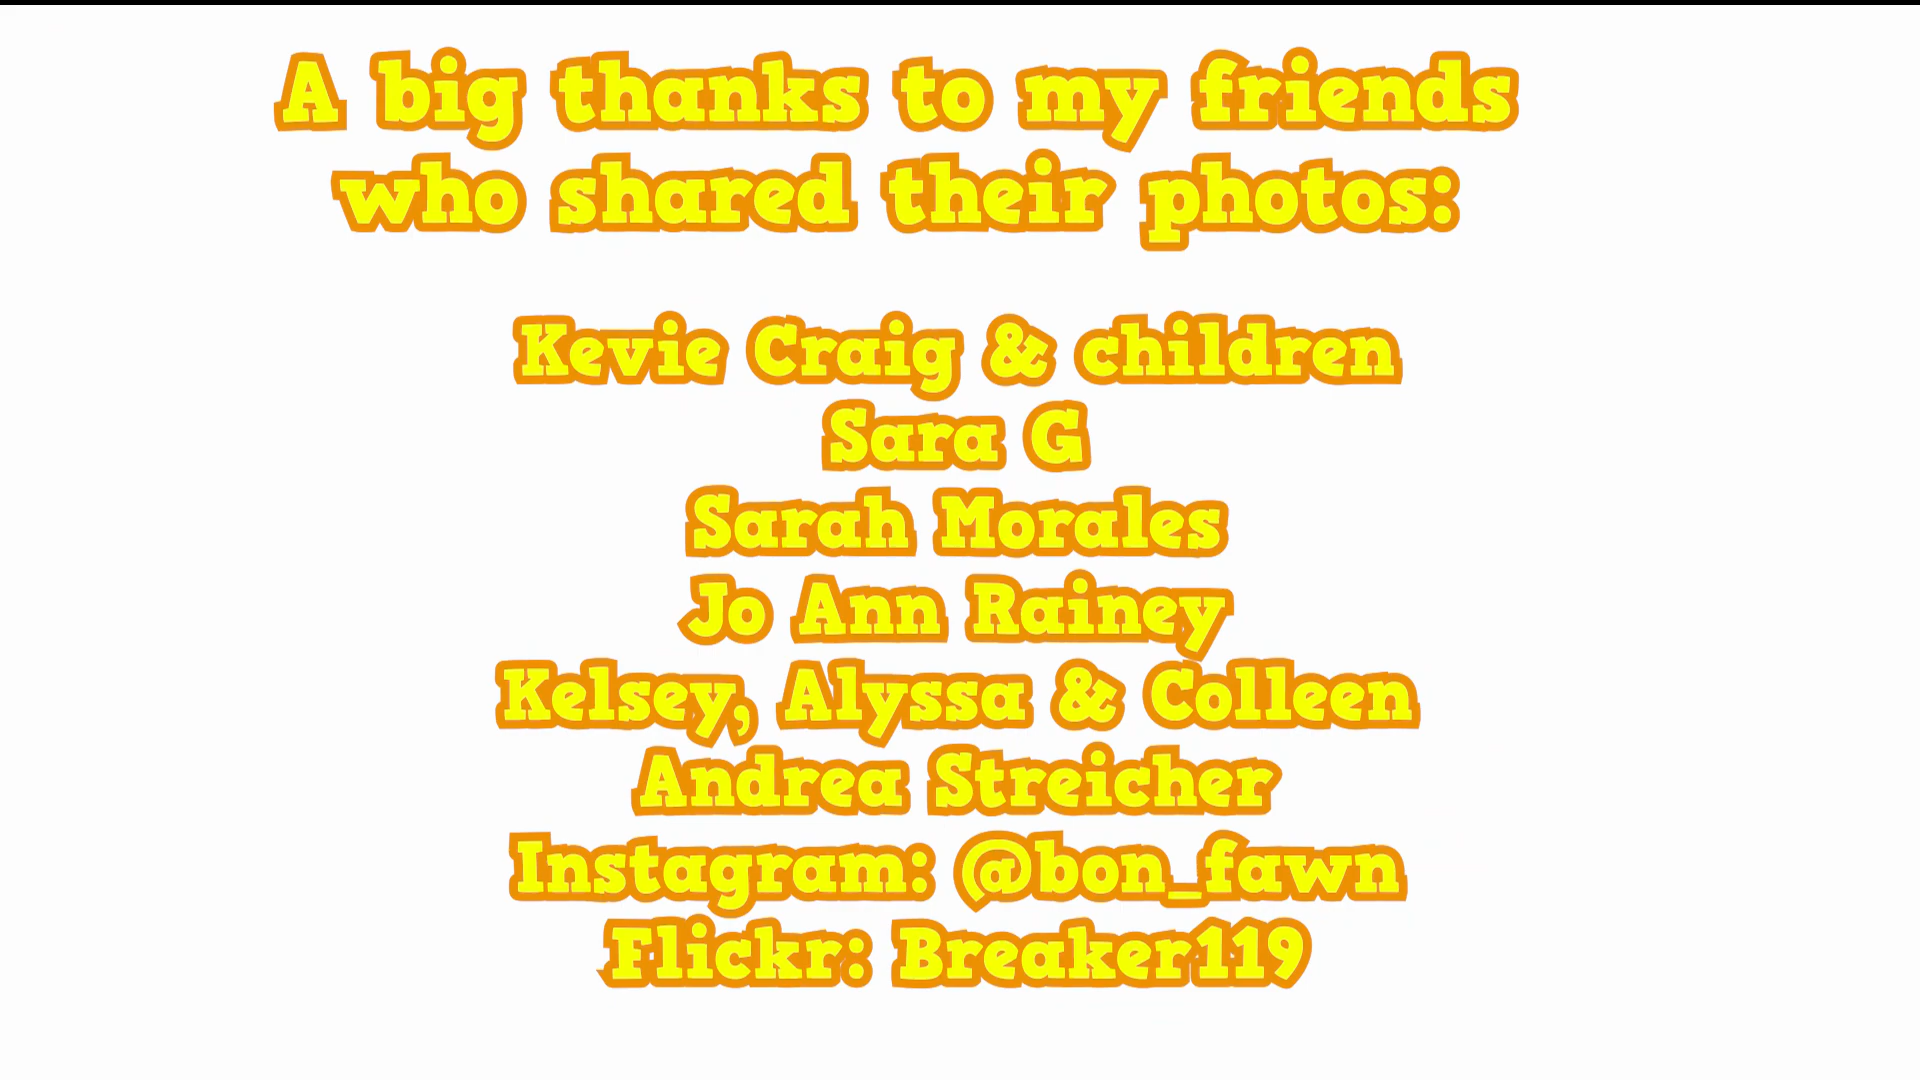 A big thanks to my friends
who shared their photos:
Kevie Craig & children
Sara G
Sarah Morales
Jo Ann Rainey
Kelsey, Alyssa & Colleen
Andrea Streicher
Instagram: @bon_fawn
Flickr: Breaker119